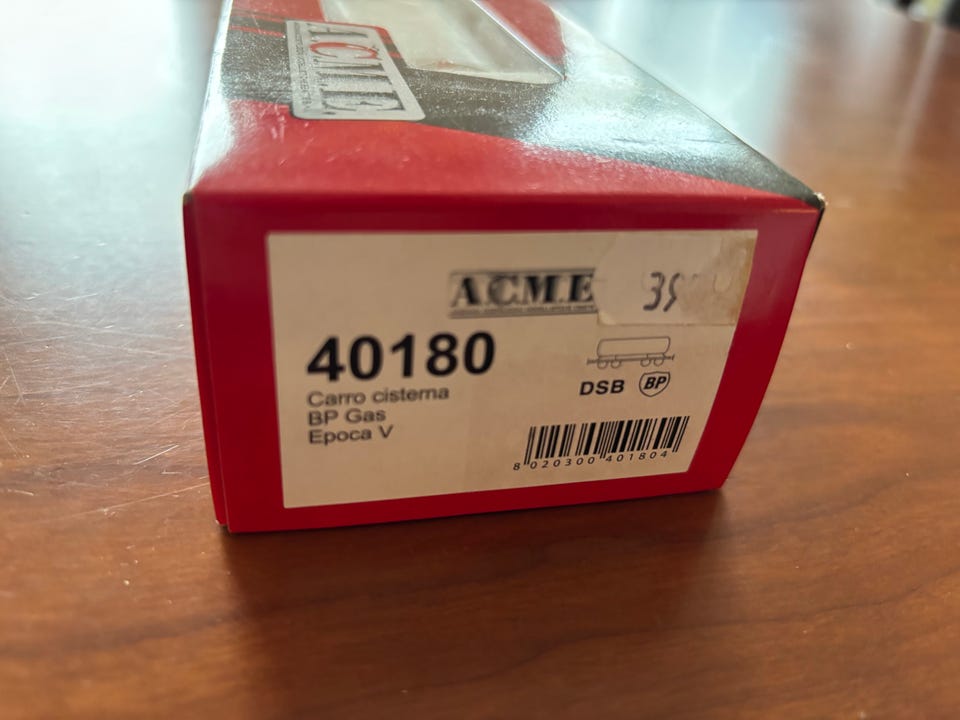 ACME
A.C.M.E
40180
Carro cisterna
BP Gas
Epoca V
DSB BP
8 020300 401804